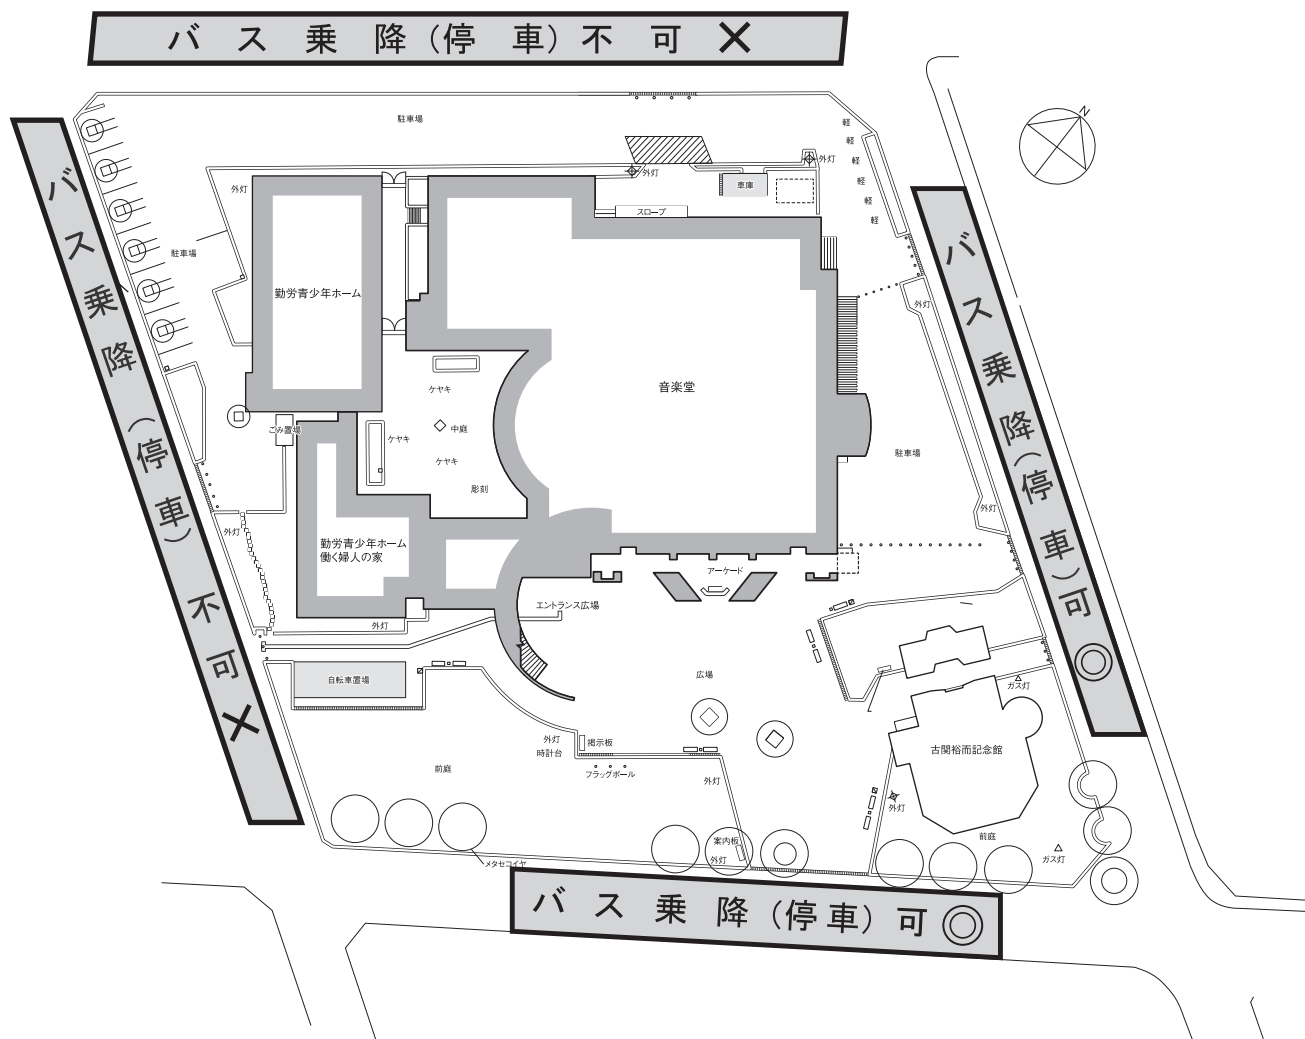 バス乗降(停車)不可×
N
駐車場
軽
軽
軽
軽
軽
軽
外灯
外灯
外灯
車庫
スロープ
バス乗降(停車)不可×
駐車場
勤労青少年ホーム
外灯
バス乗降(停車)可◎
音楽堂
ケヤキ
中庭
ケヤキ
ケヤキ
ごみ置場
彫刻
駐車場
外灯
外灯
勤労青少年ホーム
働く婦人の家
アーケード
エントランス広場
外灯
自転車置場
広場
ガス灯
外灯
時計台
掲示板
フラッグポール
古関裕而記念館
前庭
外灯
外灯
案内板
外灯
前庭
ガス灯
メタセコイヤ
バス乗降(停車)可◎